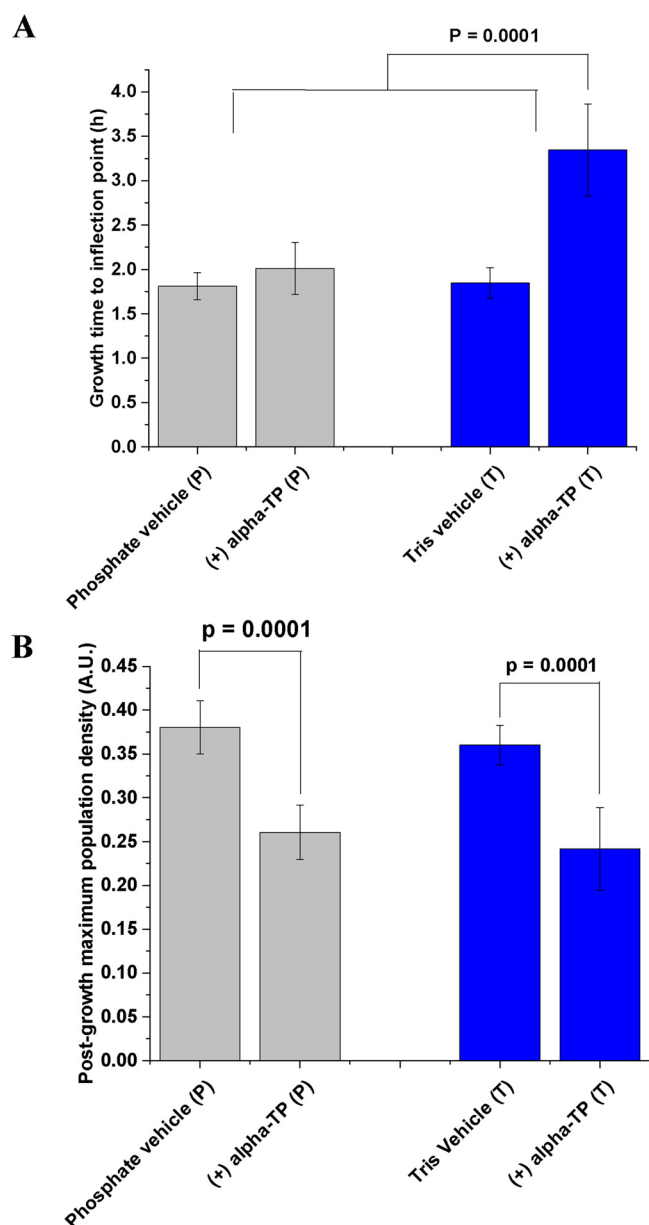 A
P = 0.0001
Growth time to inflection point (h)
4.0
3.5
3.0
2.5
2.0
1.5
1.0
0.5
0.0
Phosphate vehicle (P)
(+) alpha-TP (P)
Tris vehicle (T)
(+) alpha-TP (T)
B
p = 0.0001
p = 0.0001
Post-growth maximum population density (A.U.)
0.45
0.40
0.35
0.30
0.25
0.20
0.15
0.10
0.05
0.00
Phosphate vehicle (P)
(+) alpha-TP (P)
Tris Vehicle (T)
(+) alpha-TP (T)